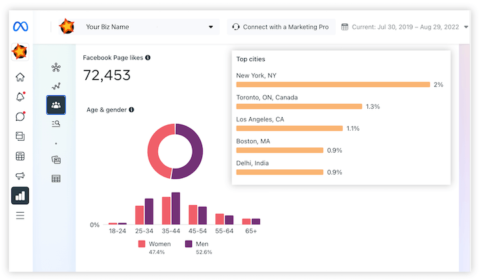 Your Biz Name
Connect with a Marketing Pro
Current: Jul 30, 2019 – Aug 29, 2022
Facebook Page likes
72,453
Age & gender
0%
18-24 25-34 35-44 45-54 55-64 65+
Women Men
47.4% 52.6%
Top cities
New York, NY
2%
Toronto, ON, Canada
1.3%
Los Angeles, CA
1.1%
Boston, MA
0.9%
Delhi, India
0.9%